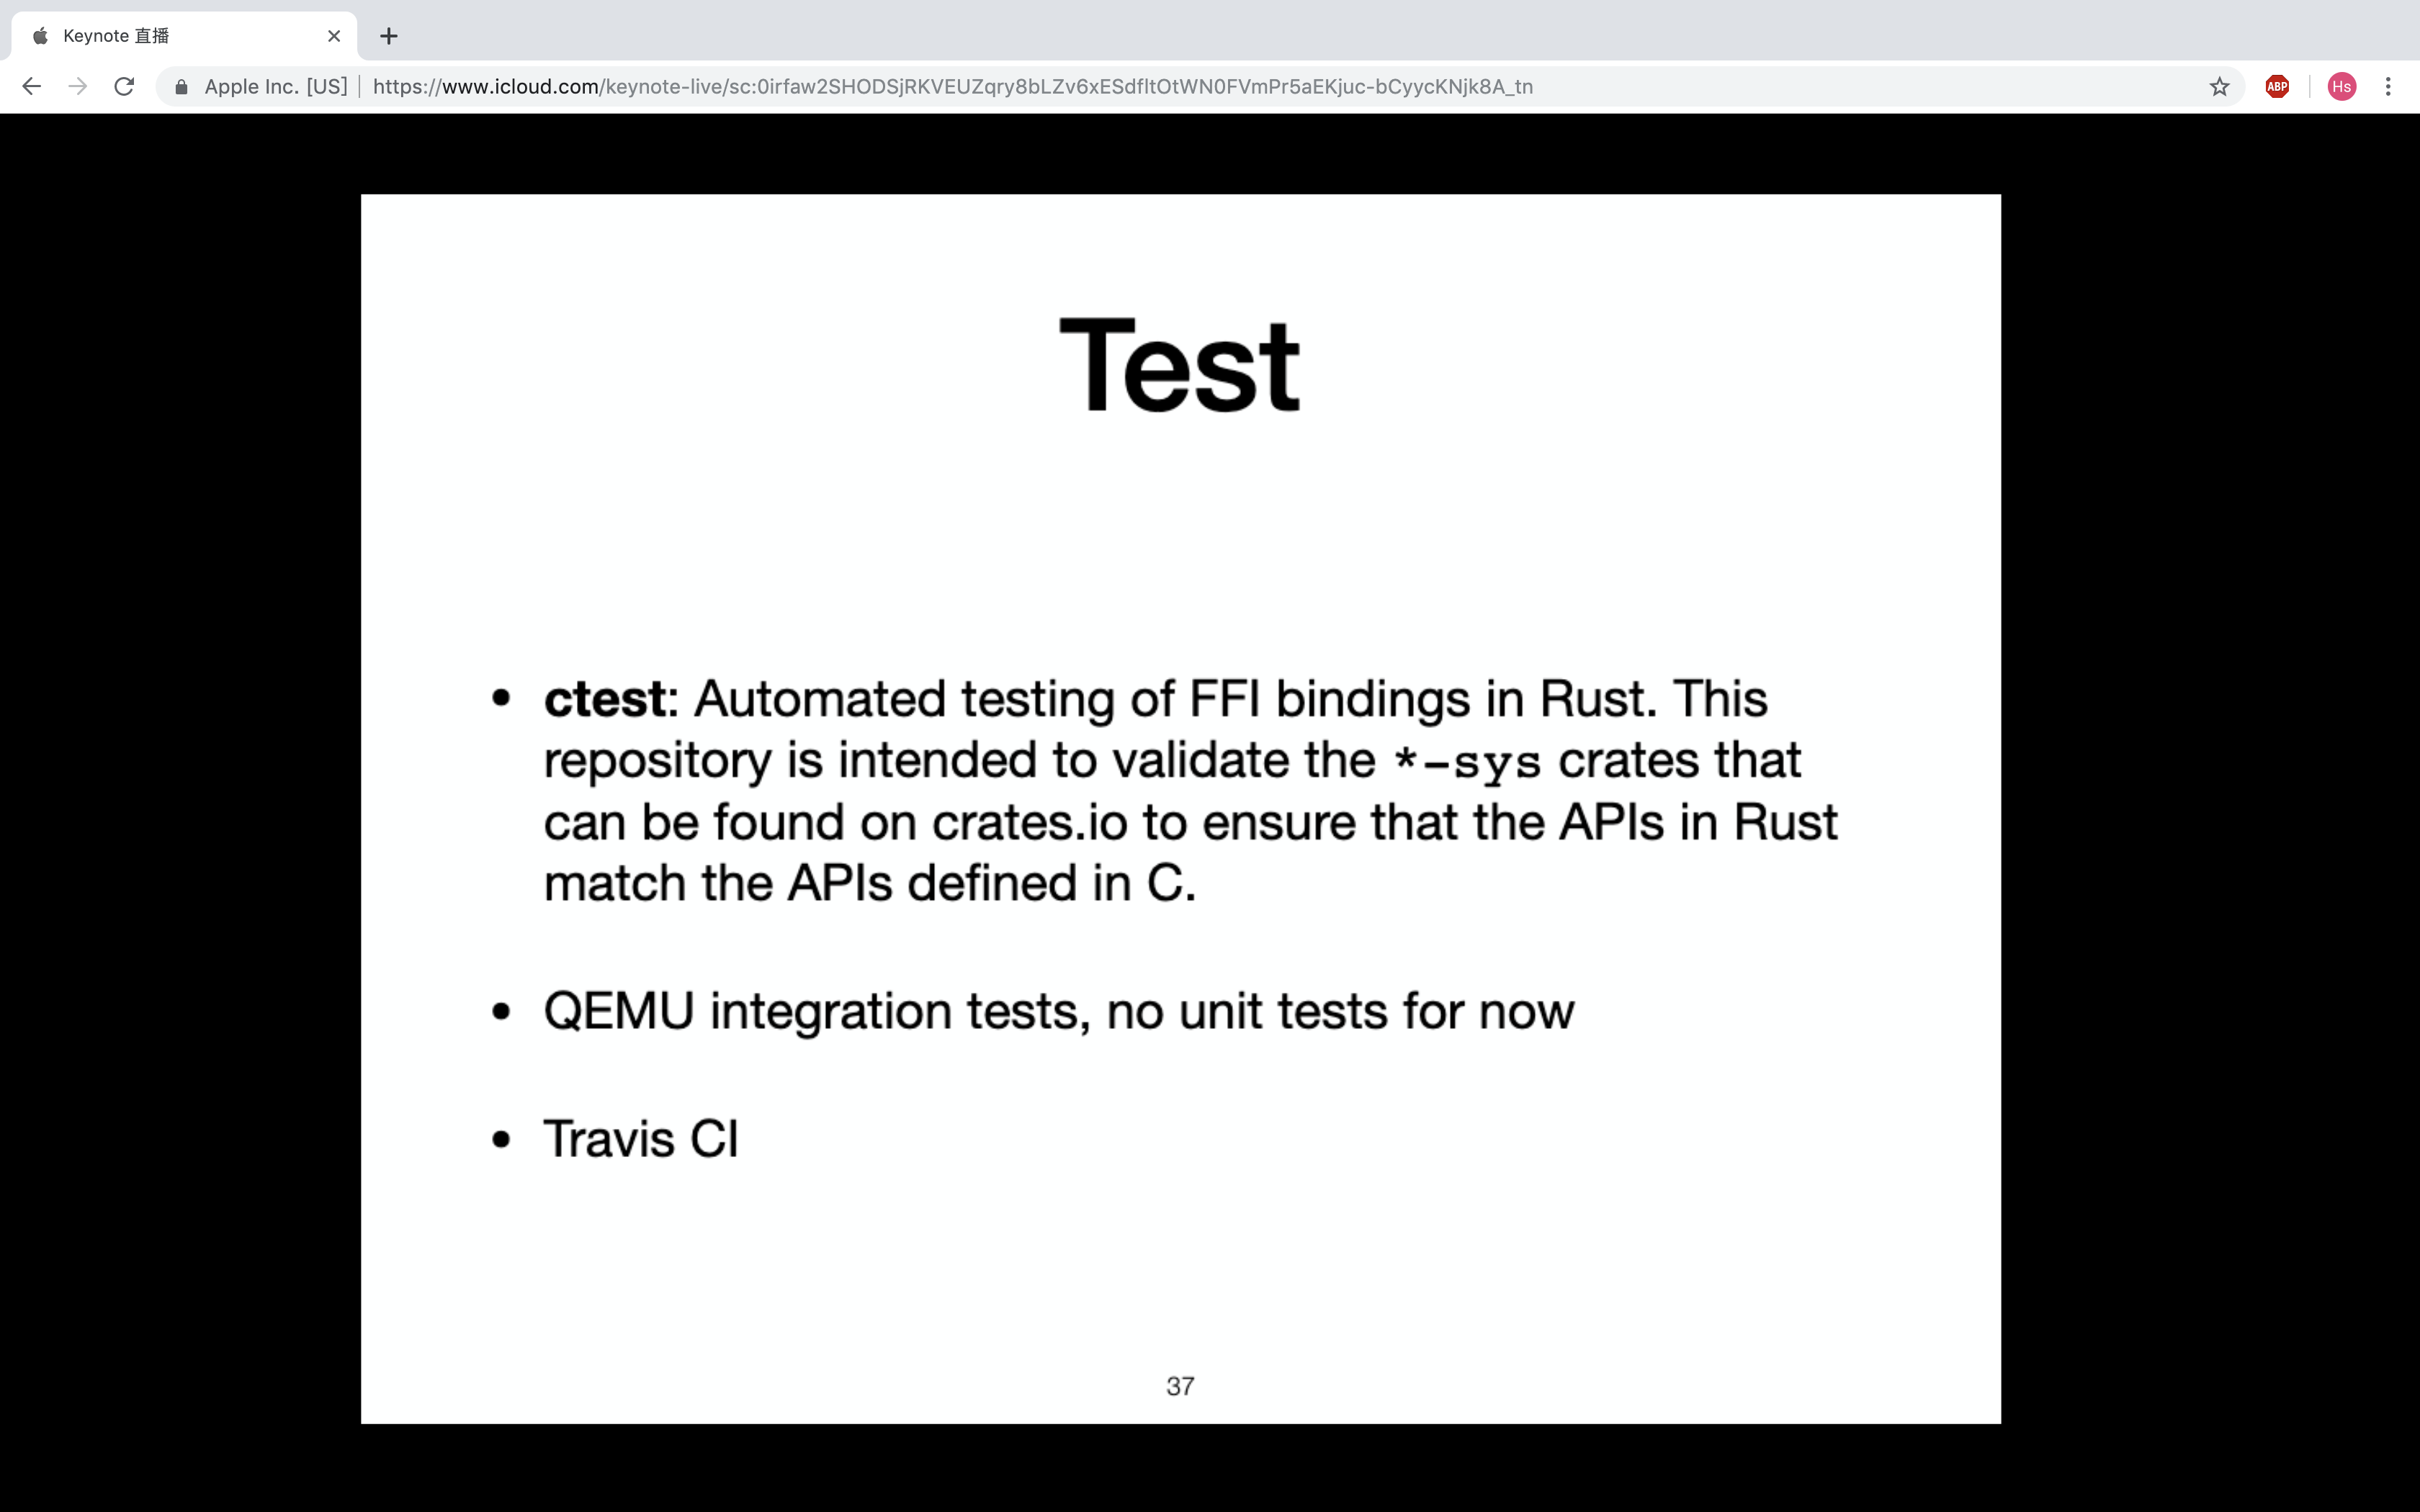 Keynote 直播
Apple Inc. [US] https://www.icloud.com/keynote-live/sc:0irfaw2SHODSjRKVEUZqry8bLZv6xESdfItOtWN0FVmPr5aEKjuc-bCyycKNjk8A_tn
ABP
Hs
Test
• ctest: Automated testing of FFI bindings in Rust. This
repository is intended to validate the *-sys crates that
can be found on crates.io to ensure that the APIs in Rust
match the APIs defined in C.
• QEMU integration tests, no unit tests for now
• Travis CI
37